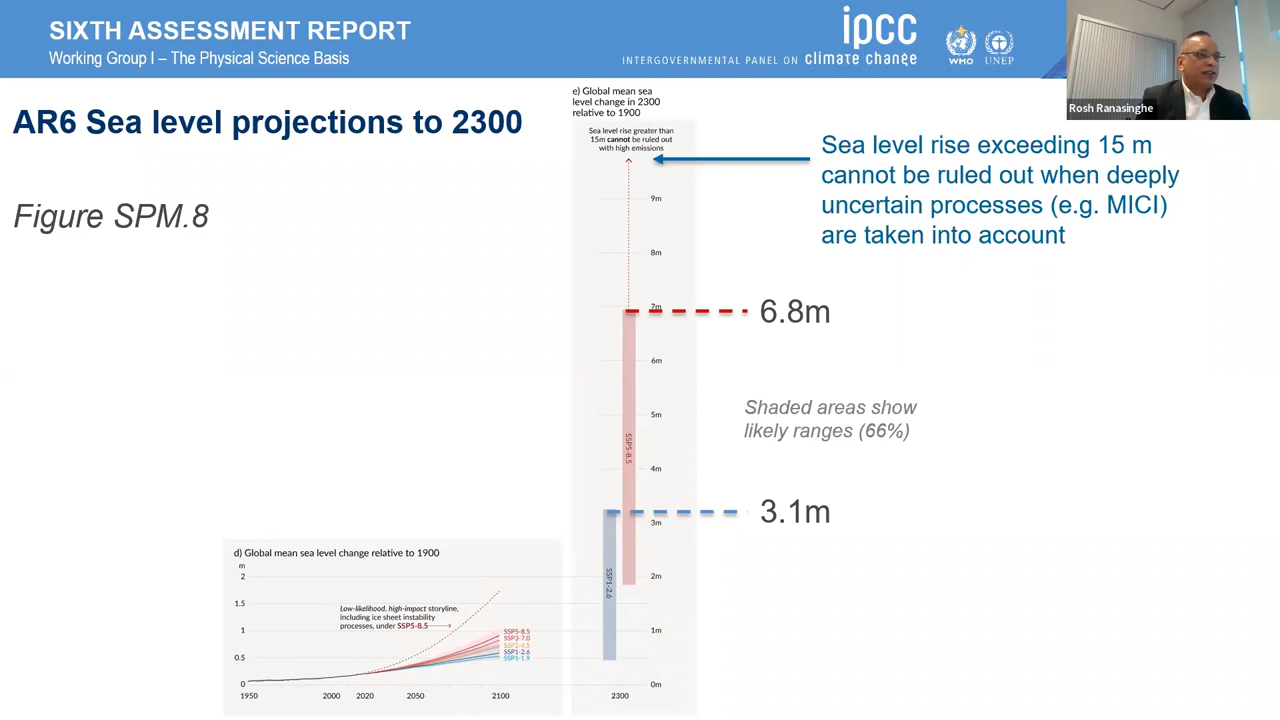 SIXTH ASSESSMENT REPORT
Working Group I – The Physical Science Basis
ipcc
INTERGOVERNMENTAL PANEL ON climate change
WMO
UNEP
Rosh Ranasinghe
AR6 Sea level projections to 2300
Figure SPM.8
e) Global mean sea
level change in 2300
relative to 1900
Sea level rise greater than
15m cannot be ruled out
with high emissions
9m
8m
7m
6m
5m
4m
3m
2m
1m
0m
SSP5-8.5
SSP1-2.6
2300
Sea level rise exceeding 15 m
cannot be ruled out when deeply
uncertain processes (e.g. MICI)
are taken into account
6.8m
Shaded areas show
likely ranges (66%)
3.1m
d) Global mean sea level change relative to 1900
m
2
1.5
1
0.5
0
Low-likelihood, high-impact storyline,
including ice sheet instability
processes, under SSP5-8.5
SSP5-8.5
SSP3-7.0
SSP2-4.5
SSP1-2.6
SSP1-1.9
1950
2000
2020
2050
2100